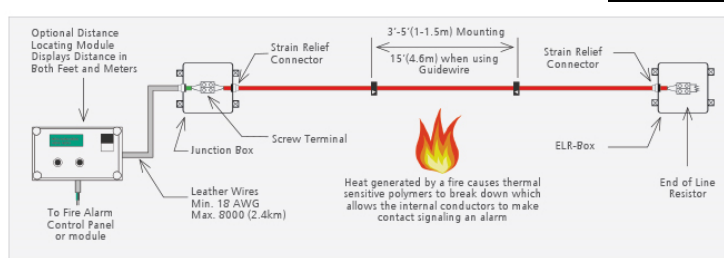 Optional Distance
Locating Module
Displays Distance in
Both Feet and Meters
Strain Relief
Connector
3'-5'(1-1.5m) Mounting
15'(4.6m) when using
Guidewire
Strain Relief
Connector
Screw Terminal
Junction Box
ELR-Box
End of Line
Resistor
Leather Wires
Min. 18 AWG
Max. 8000 (2.4km)
To Fire Alarm
Control Panel
or module
Heat generated by a fire causes thermal
sensitive polymers to break down which
allows the internal conductors to make
contact signaling an alarm